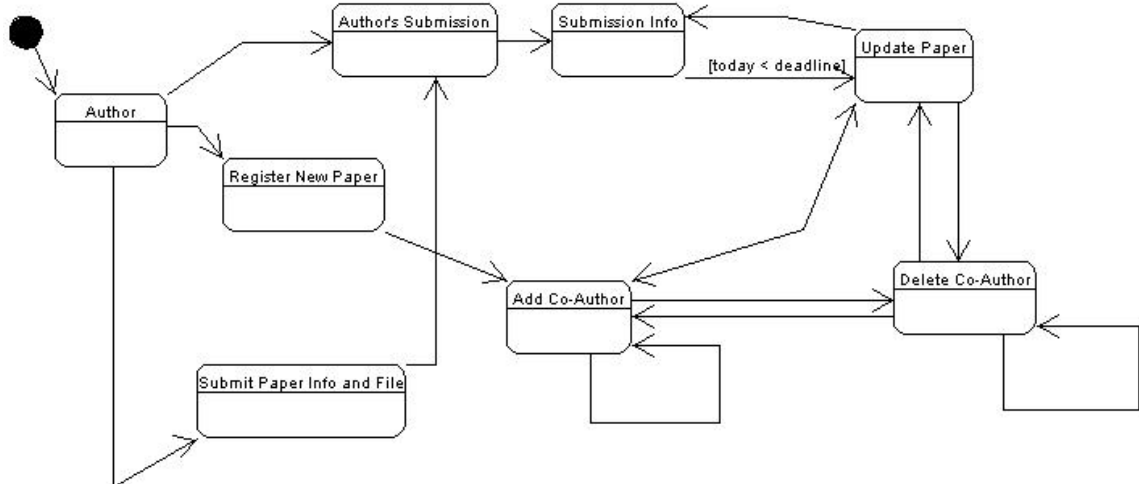 Author's Submission
Submission Info
Update Paper
[today < deadline]
Author
Register New Paper
Add Co-Author
Delete Co-Author
Submit Paper Info and File